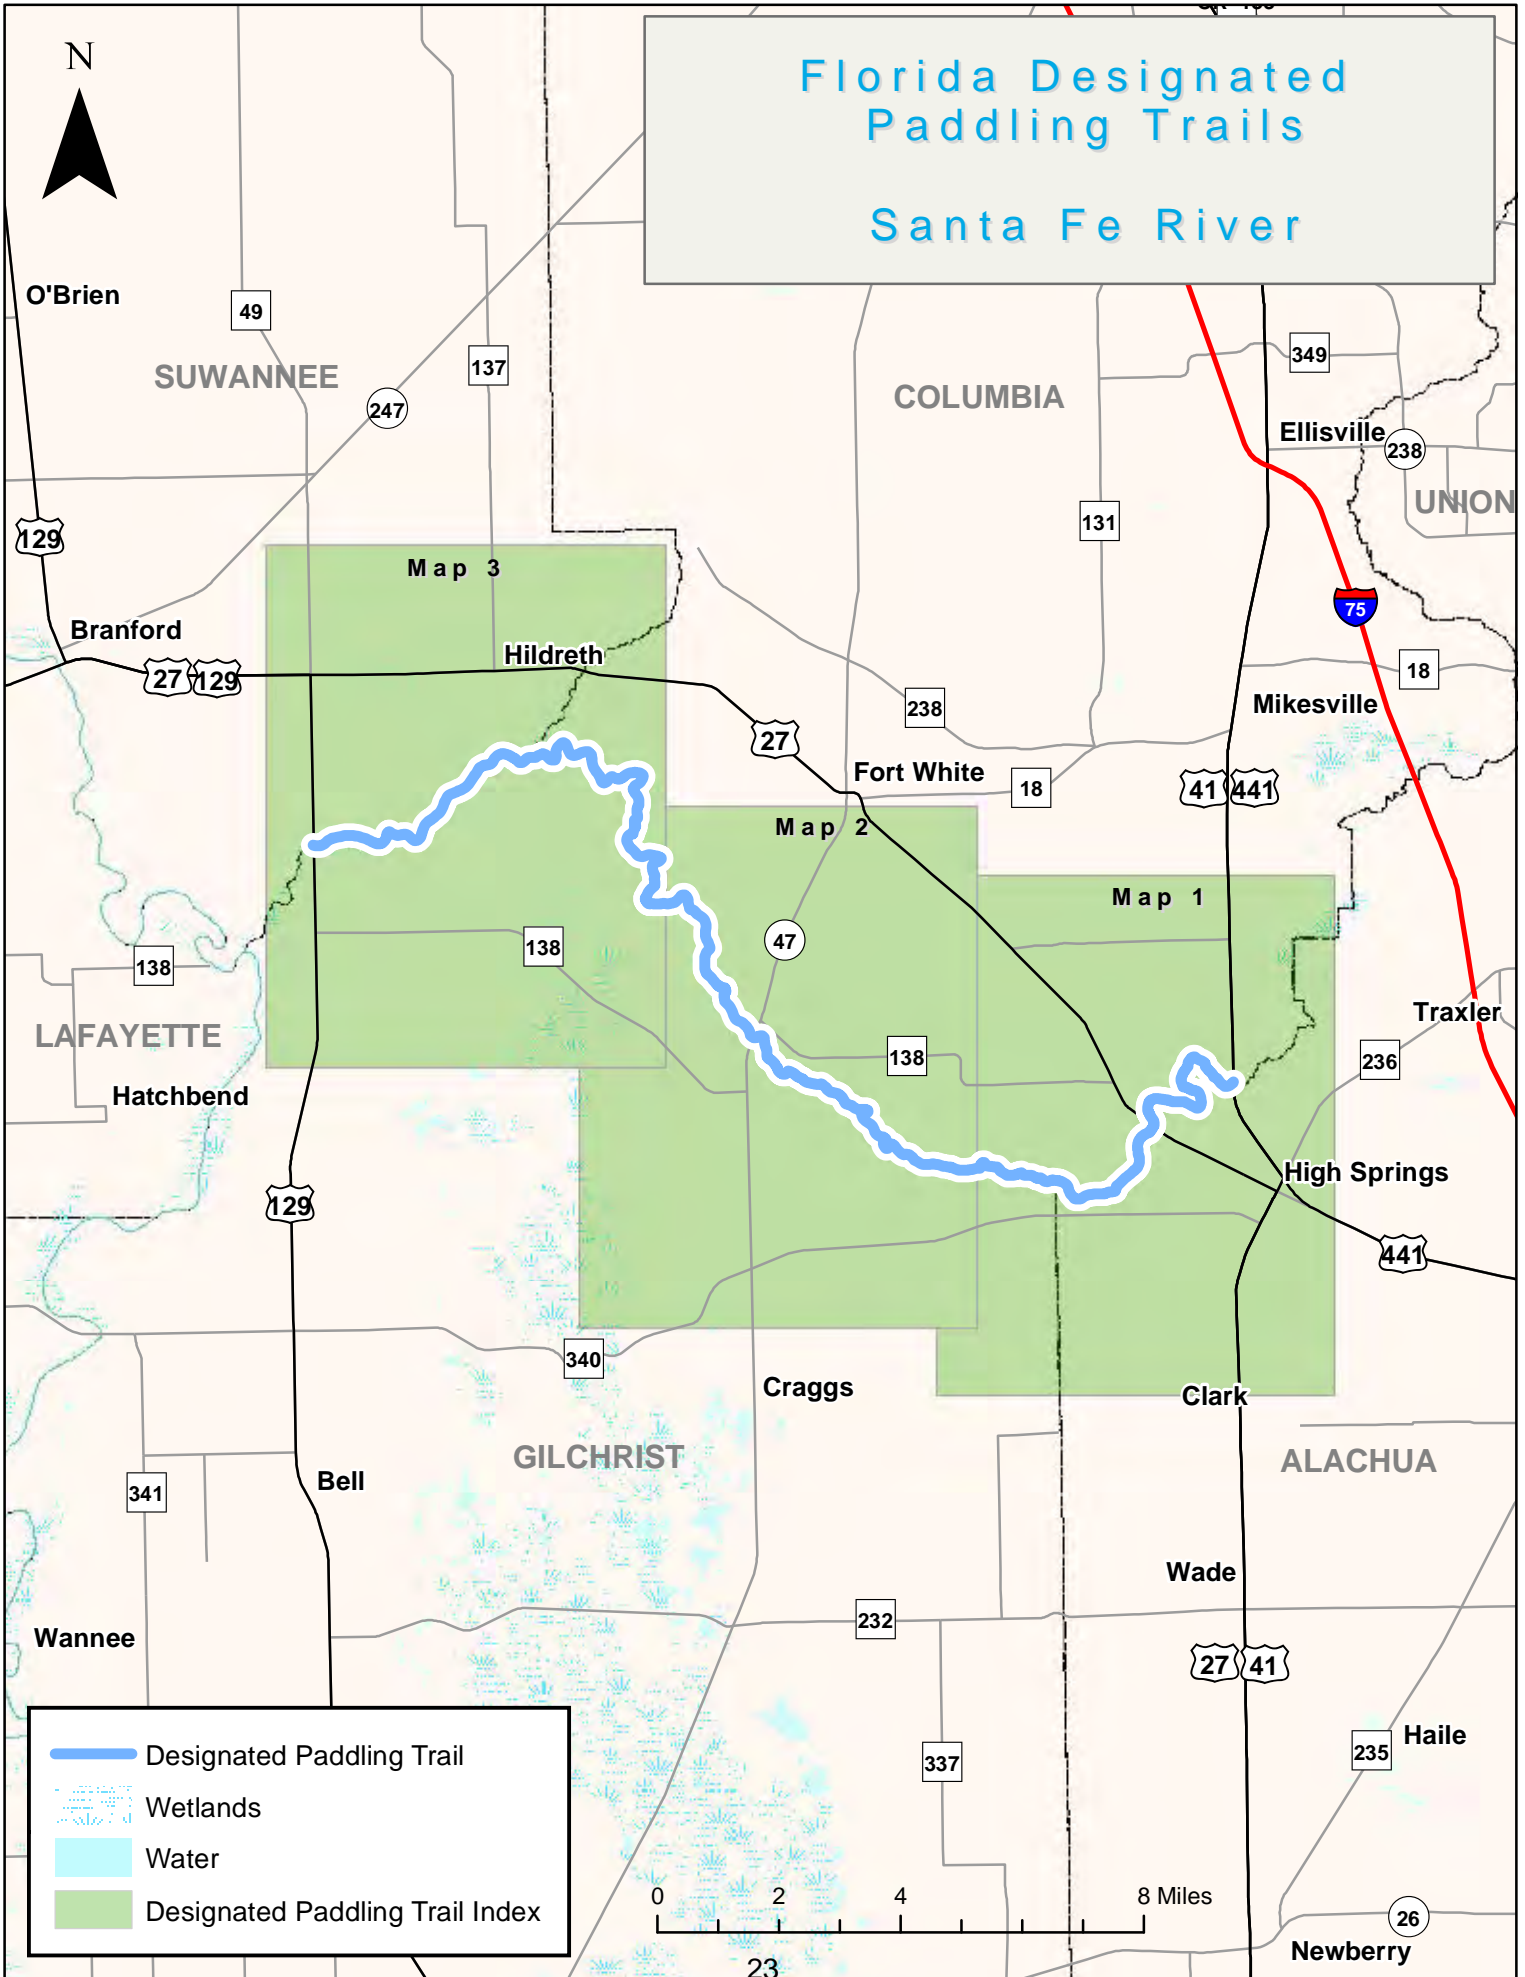 N
Florida Designated
Paddling Trails
Santa Fe River
O'Brien
49
SUWANNEE
137
247
COLUMBIA
349
Ellisville
238
UNION
131
129
Map 3
75
Branford
Hildreth
27
129
18
238
Mikesville
27
Fort White
18
41
441
Map 2
Map 1
47
138
138
Traxler
LAFAYETTE
138
236
Hatchbend
High Springs
129
441
340
Craggs
Clark
GILCHRIST
ALACHUA
341
Bell
Wade
232
Wannee
27
41
Designated Paddling Trail
Wetlands
Water
Designated Paddling Trail Index
337
235
Haile
0
2
4
8 Miles
26
Newberry
23